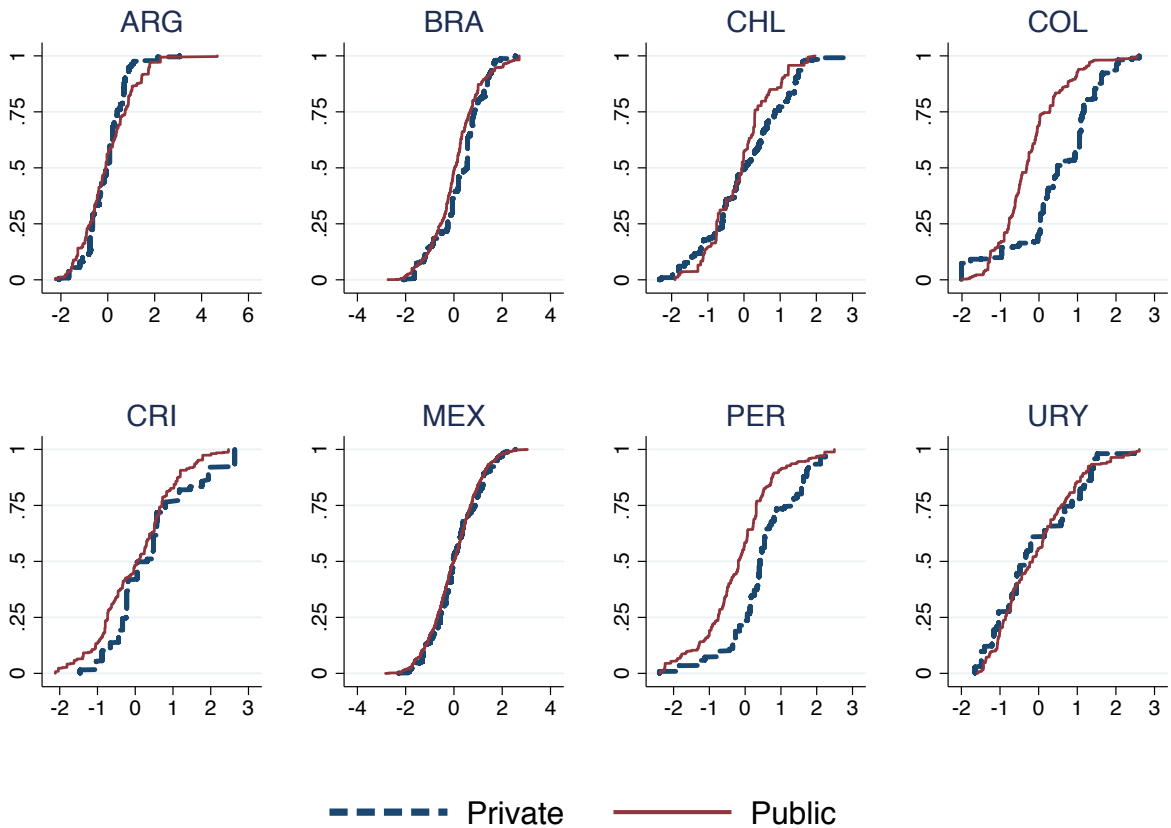 ARG BRA CHL COL
1 1 1 1
.75 .75 .75 .75
.5 .5 .5 .5
.25 .25 .25 .25
0 0 0 0
-2 0 2 4 6 -4 -2 0 2 4 -2 -1 0 1 2 3 -2 -1 0 1 2 3
CRI MEX PER URY
1 1 1 1
.75 .75 .75 .75
.5 .5 .5 .5
.25 .25 .25 .25
0 0 0 0
-2 -1 0 1 2 3 -4 -2 0 2 4 -2 -1 0 1 2 3 -2 -1 0 1 2 3
Private Public